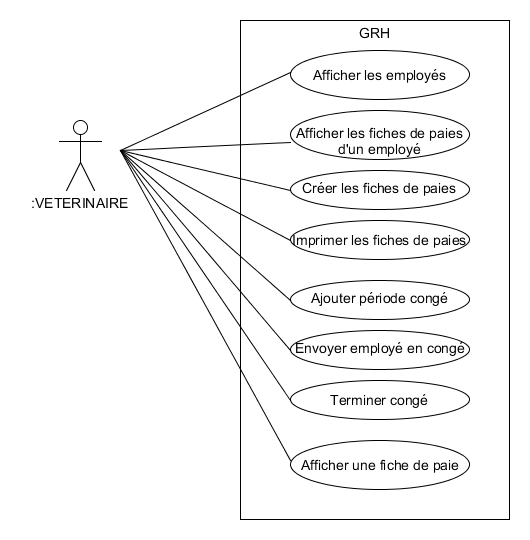 GRH
Afficher les employés
Afficher les fiches de paies
d'un employé
:VETERINAIRE
Créer les fiches de paies
Imprimer les fiches de paies
Ajouter période congé
Envoyer employé en congé
Terminer congé
Afficher une fiche de paie